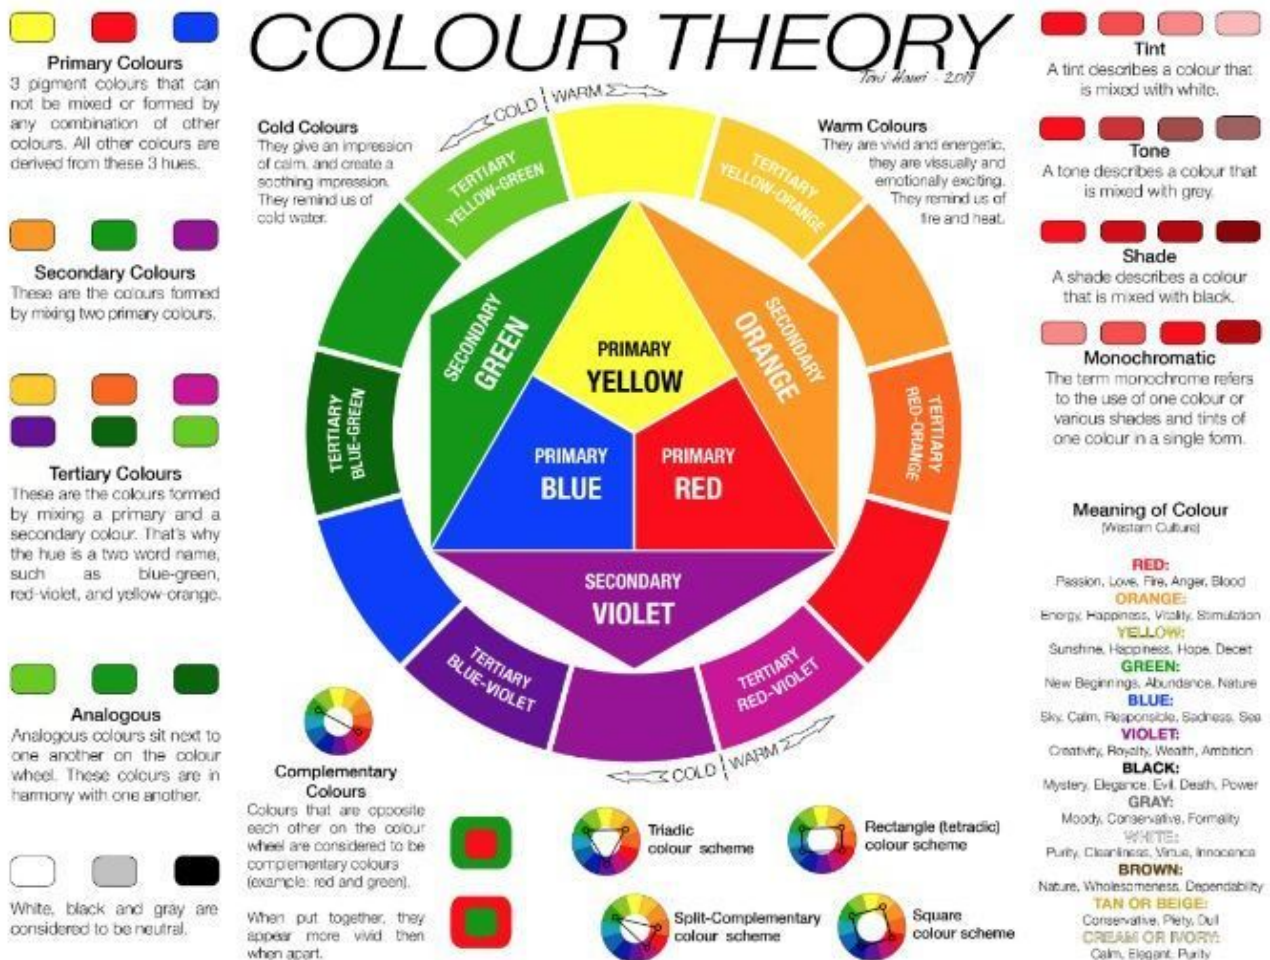 COLOUR THEORY
Toni Hauri - 2019
Primary Colours
3 pigment colours that can
not be mixed or formed by
any combination of other
colours. All other colours are
derived from these 3 hues.
Secondary Colours
These are the colours formed
by mixing two primary colours.
Tertiary Colours
These are the colours formed
by mixing a primary and a
secondary colour. That's why
the hue is a two word name,
such as blue-green,
red-violet, and yellow-orange.
Analogous
Analogous colours sit next to
one another on the colour
wheel. These colours are in
harmony with one another.
White, black and gray are
considered to be neutral.
Cold Colours
They give an impression
of calm, and create a
soothing impression.
They remind us of
cold water.
COLD | WARM
Warm Colours
They are vivid and energetic,
they are vissually and
emotionally exciting.
They remind us of
fire and heat.
TERTIARY
YELLOW-GREEN
TERTIARY
YELLOW-ORANGE
SECONDARY
GREEN
PRIMARY
YELLOW
SECONDARY
ORANGE
TERTIARY
BLUE-GREEN
PRIMARY
BLUE
PRIMARY
RED
TERTIARY
RED-ORANGE
SECONDARY
VIOLET
TERTIARY
BLUE-VIOLET
TERTIARY
RED-VIOLET
COLD | WARM
Complementary
Colours
Colours that are opposite
each other on the colour
wheel are considered to be
complementary colours
(example: red and green).
When put together, they
appear more vivid then
when apart.
Triadic
colour scheme
Rectangle (tetradic)
colour scheme
Split-Complementary
colour scheme
Square
colour scheme
Tint
A tint describes a colour that
is mixed with white.
Tone
A tone describes a colour that
is mixed with grey.
Shade
A shade describes a colour
that is mixed with black.
Monochromatic
The term monochrome refers
to the use of one colour or
various shades and tints of
one colour in a single form.
Meaning of Colour
(Western Culture)
RED:
Passion, Love, Fire, Anger, Blood
ORANGE:
Energy, Happiness, Vitality, Stimulation
YELLOW:
Sunshine, Happiness, Hope, Deceit
GREEN:
New Beginnings, Abundance, Nature
BLUE:
Sky, Calm, Responsible, Sadness, Sea
VIOLET:
Creativity, Royalty, Wealth, Ambition
BLACK:
Mystery, Elegance, Evil, Death, Power
GRAY:
Moody, Conservative, Formality
WHITE:
Purity, Cleanliness, Virtue, Innocence
BROWN:
Nature, Wholesomeness, Dependability
TAN OR BEIGE:
Conservative, Piety, Dull
CREAM OR IVORY:
Calm, Elegant, Purity